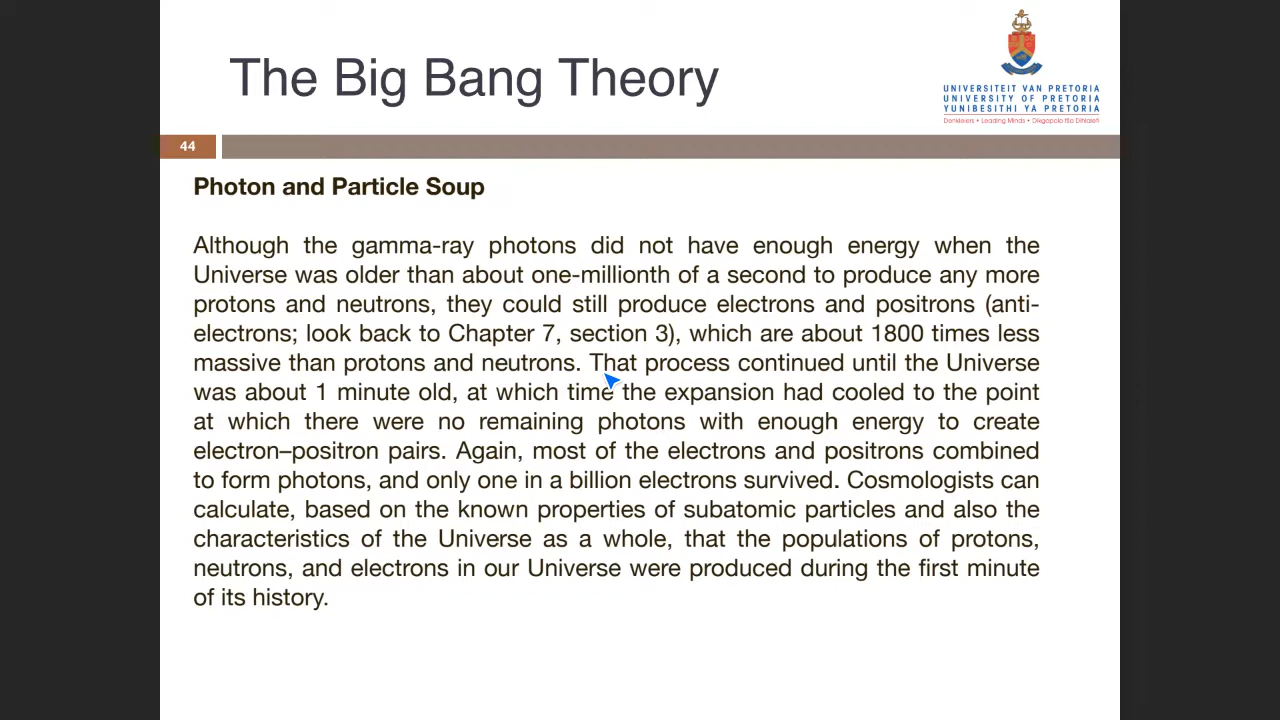 The Big Bang Theory
UNIVERSITEIT VAN PRETORIA
UNIVERSITY OF PRETORIA
YUNIBESITHI YA PRETORIA
Denkleiers • Leading Minds • Dikgopolo tša Dihlalefi
44
Photon and Particle Soup
Although the gamma-ray photons did not have enough energy when the
Universe was older than about one-millionth of a second to produce any more
protons and neutrons, they could still produce electrons and positrons (anti-
electrons; look back to Chapter 7, section 3), which are about 1800 times less
massive than protons and neutrons. That process continued until the Universe
was about 1 minute old, at which time the expansion had cooled to the point
at which there were no remaining photons with enough energy to create
electron–positron pairs. Again, most of the electrons and positrons combined
to form photons, and only one in a billion electrons survived. Cosmologists can
calculate, based on the known properties of subatomic particles and also the
characteristics of the Universe as a whole, that the populations of protons,
neutrons, and electrons in our Universe were produced during the first minute
of its history.